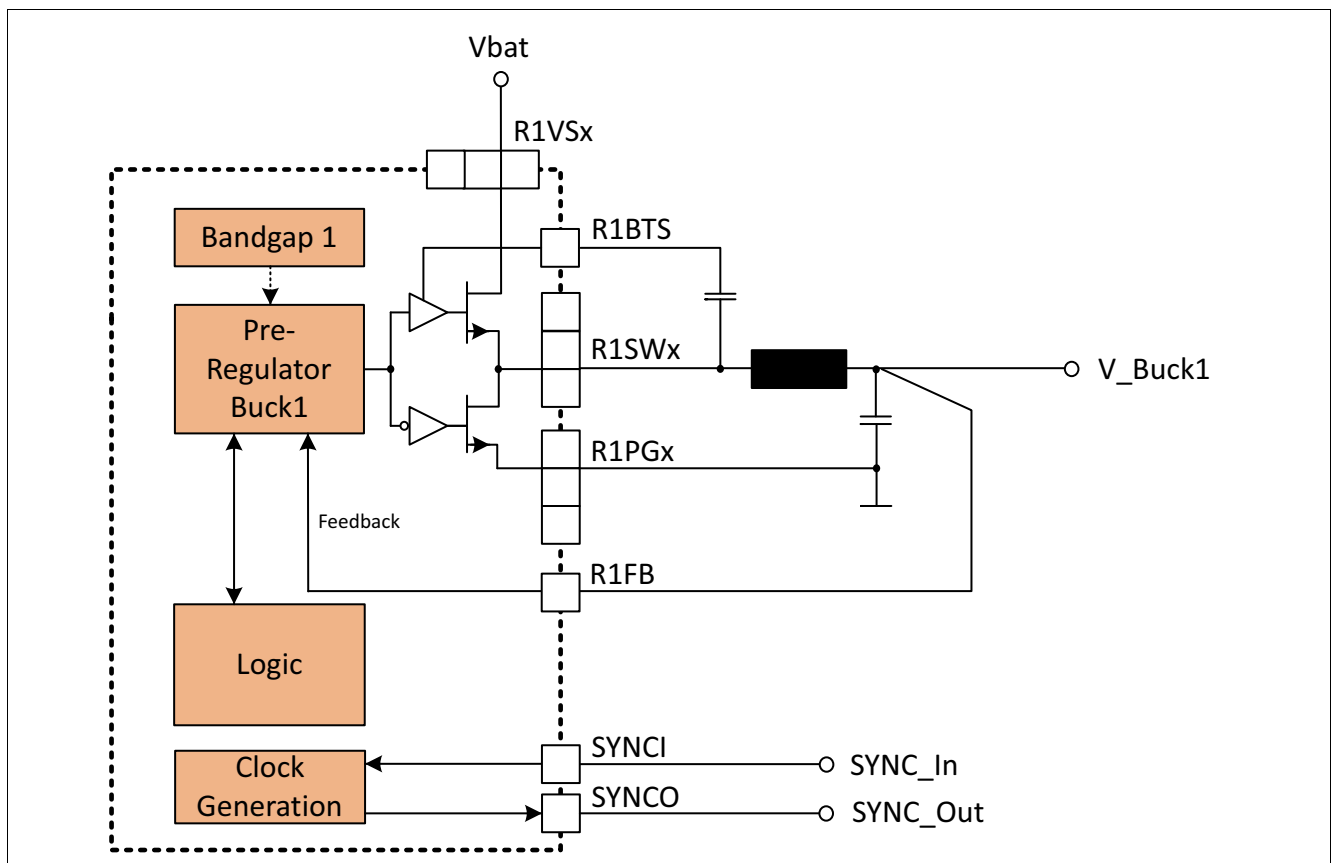 Vbat
R1VSx
Bandgap 1
R1BTS
Pre-
Regulator
Buck1
R1SWx
V_Buck1
R1PGx
Feedback
R1FB
Logic
SYNCI
SYNC_In
Clock
Generation
SYNCO
SYNC_Out